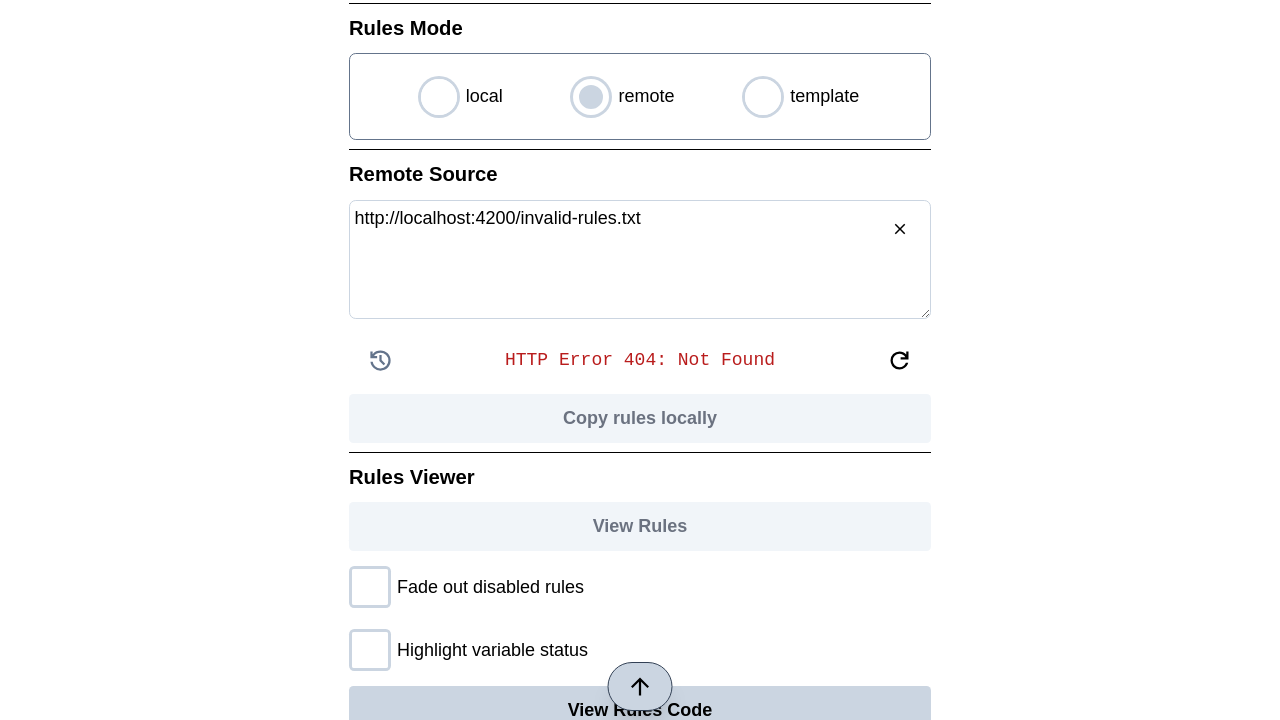 Rules Mode
local
remote
template
Remote Source
http://localhost:4200/invalid-rules.txt
HTTP Error 404: Not Found
Copy rules locally
Rules Viewer
View Rules
Fade out disabled rules
Highlight variable status
View Rules Code